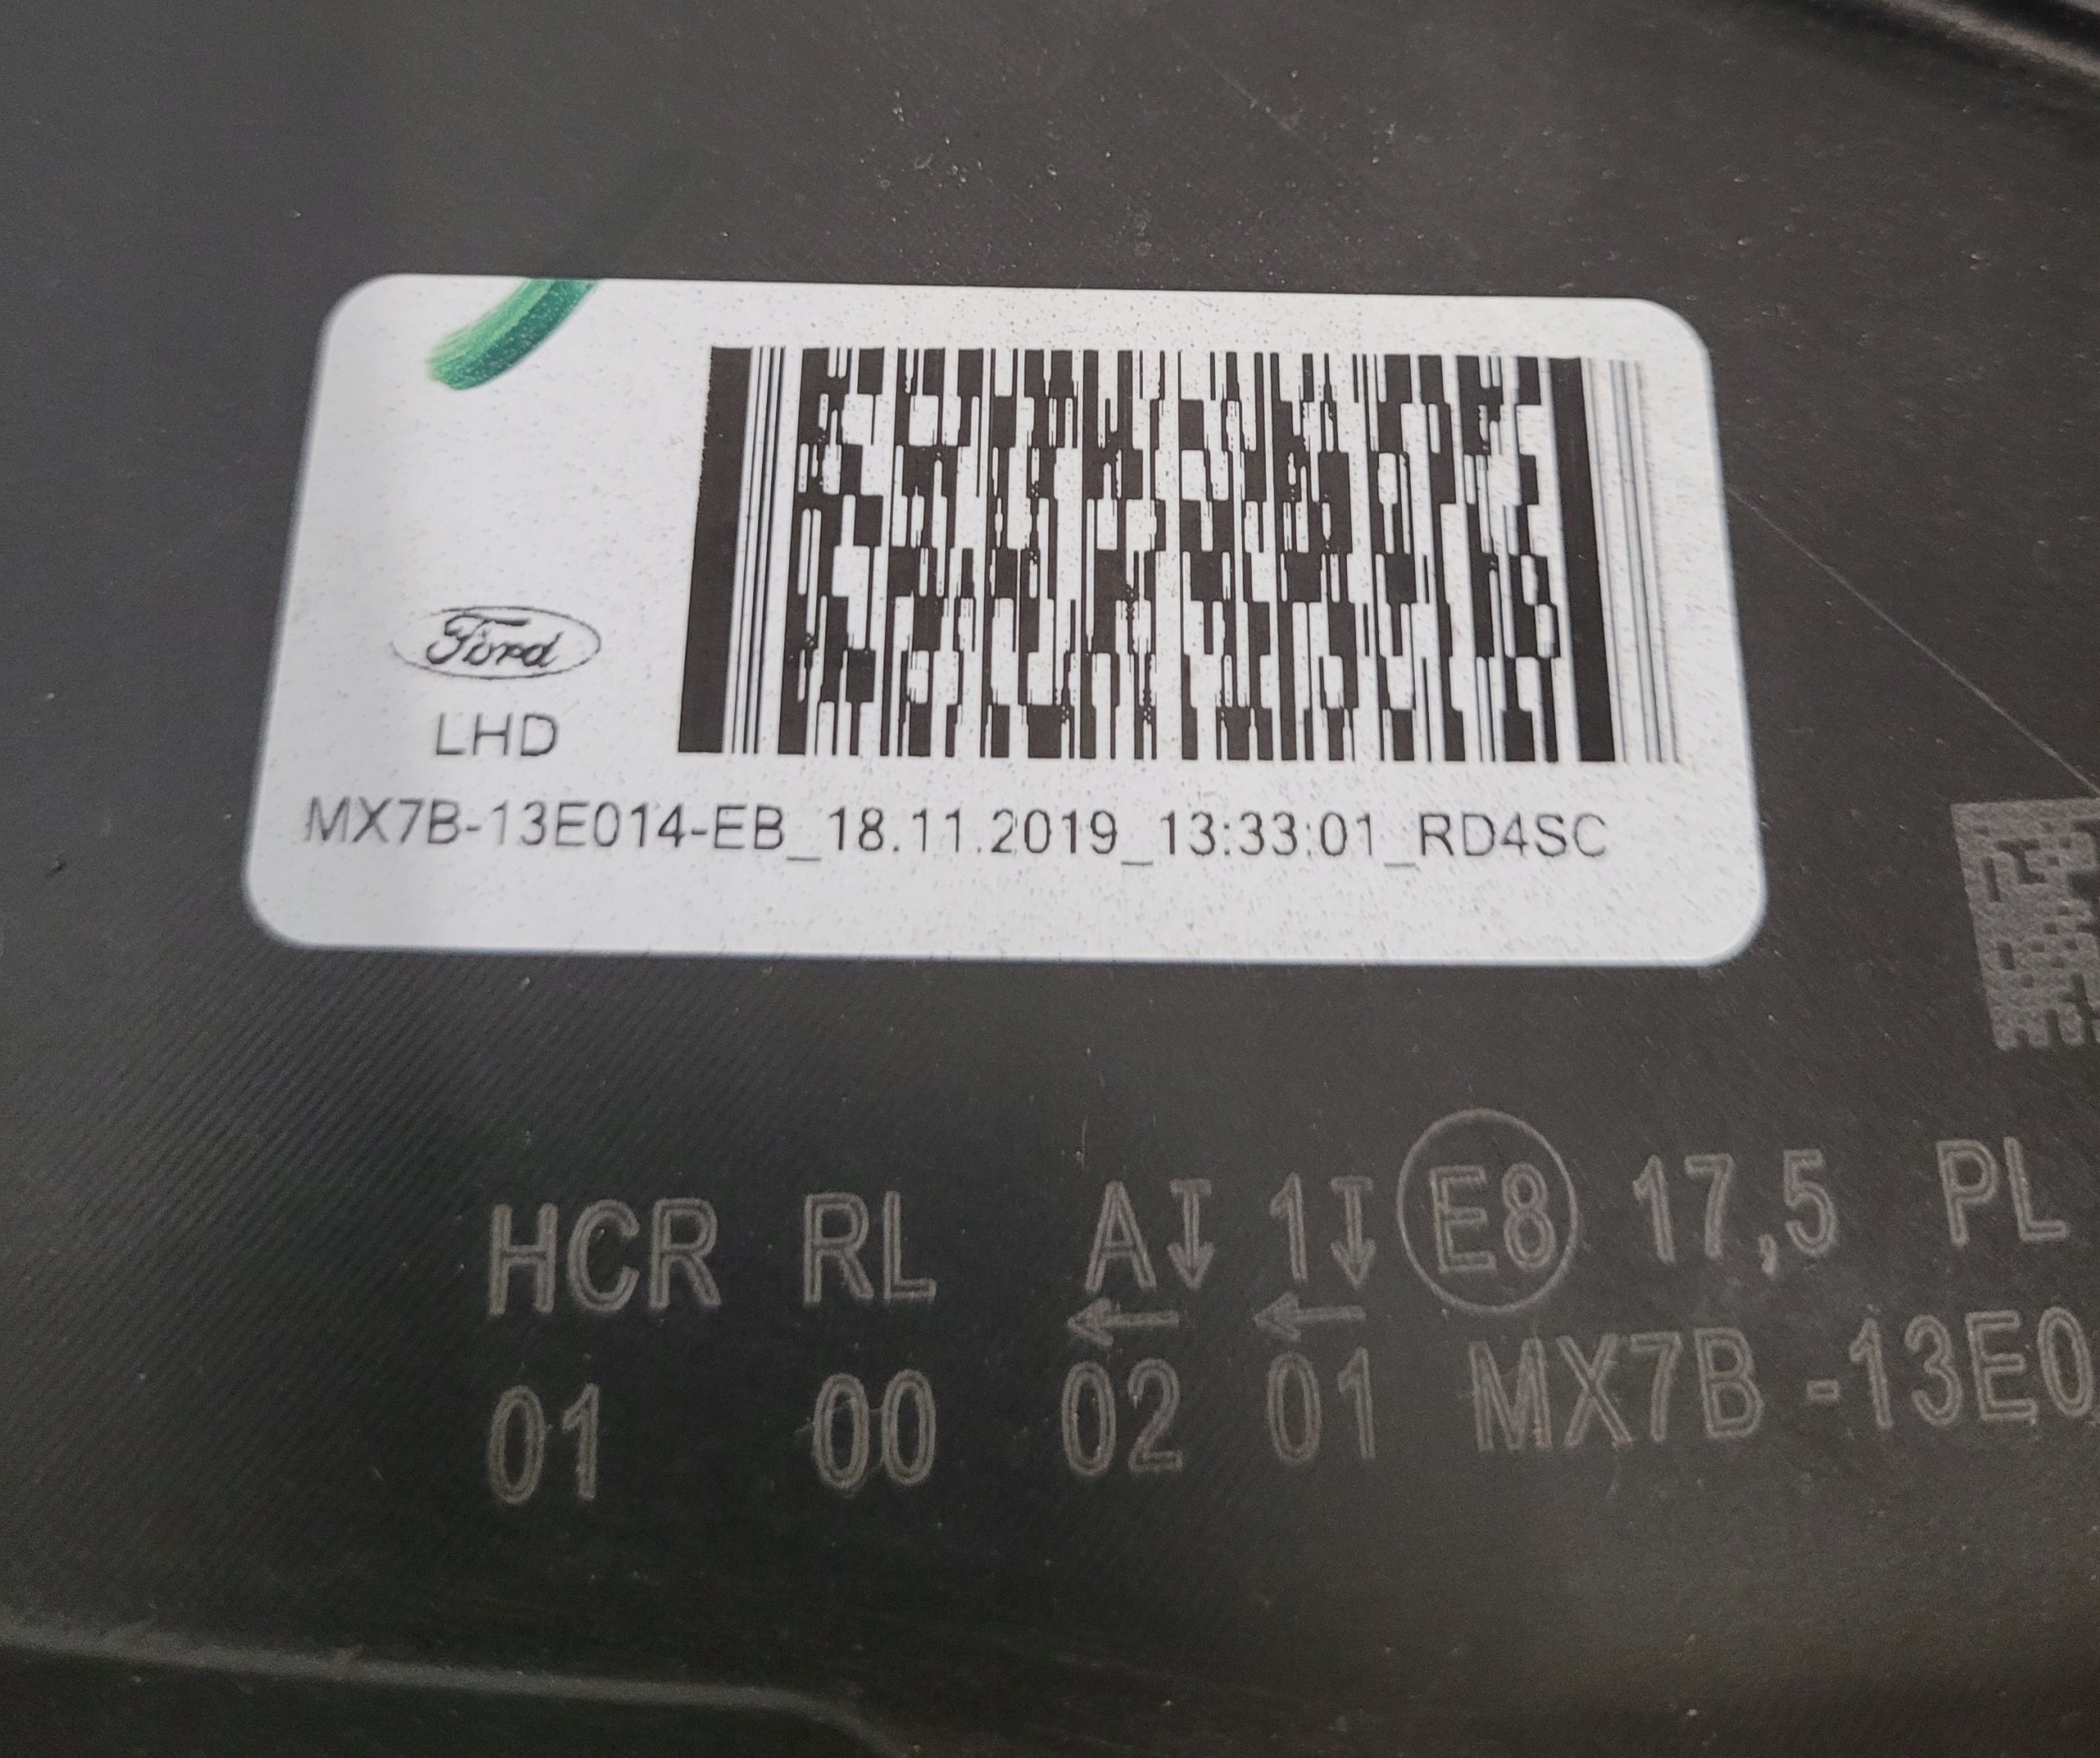 Ford
LHD
MX7B-13E014-EB_18.11.2019_13:33:01_RD4SC
HCR RL A 1 E8 17,5 PL
← ←
01 00 02 01 MX7B-13E0